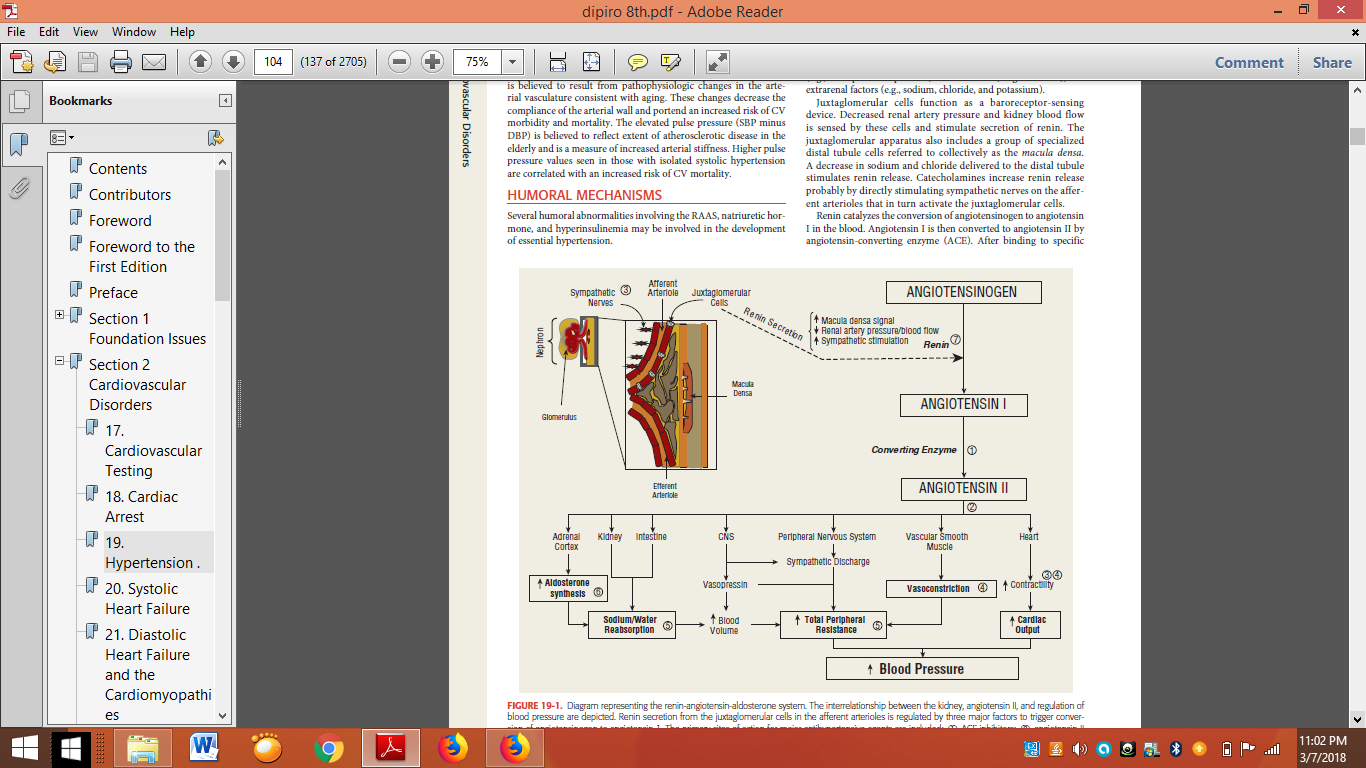 dipiro 8th.pdf - Adobe Reader
File Edit View Window Help
104 (137 of 2705) 75% Comment Share
Bookmarks
Contents
Contributors
Foreword
Foreword to the
First Edition
Preface
Section 1
Foundation Issues
Section 2
Cardiovascular
Disorders
17.
Cardiovascular
Testing
18. Cardiac
Arrest
19.
Hypertension .
20. Systolic
Heart Failure
21. Diastolic
Heart Failure
and the
Cardiomyopathi
es
ovascular Disorders
is believed to result from pathophysiologic changes in the arte-
rial vasculature consistent with aging. These changes decrease the
compliance of the arterial wall and portend an increased risk of CV
morbidity and mortality. The elevated pulse pressure (SBP minus
DBP) is believed to reflect extent of atherosclerotic disease in the
elderly and is a measure of increased arterial stiffness. Higher pulse
pressure values seen in those with isolated systolic hypertension
are correlated with an increased risk of CV mortality.
HUMORAL MECHANISMS
Several humoral abnormalities involving the RAAS, natriuretic hor-
mone, and hyperinsulinemia may be involved in the development
of essential hypertension.
extrarenal factors (e.g., sodium, chloride, and potassium).
Juxtaglomerular cells function as a baroreceptor-sensing
device. Decreased renal artery pressure and kidney blood flow
is sensed by these cells and stimulate secretion of renin. The
juxtaglomerular apparatus also includes a group of specialized
distal tubule cells referred to collectively as the macula densa.
A decrease in sodium and chloride delivered to the distal tubule
stimulates renin release. Catecholamines increase renin release
probably by directly stimulating sympathetic nerves on the affer-
ent arterioles that in turn activate the juxtaglomerular cells.
Renin catalyzes the conversion of angiotensinogen to angiotensin
I in the blood. Angiotensin I is then converted to angiotensin II by
angiotensin-converting enzyme (ACE). After binding to specific
Sympathetic
Nerves
③
Afferent
Arteriole
Juxtaglomerular
Cells
Nephron
Glomerulus
Macula
Densa
Efferent
Arteriole
Renin Secretion
↑ Macula densa signal
↓ Renal artery pressure/blood flow
↑ Sympathetic stimulation
Renin ⑦
ANGIOTENSINOGEN
ANGIOTENSIN I
Converting Enzyme ①
ANGIOTENSIN II
②
Adrenal
Cortex
Kidney
Intestine
CNS
Peripheral Nervous System
Vascular Smooth
Muscle
Heart
Sympathetic Discharge
↑ Aldosterone
synthesis ⑥
Vasopressin
Vasoconstriction ④
③④
↑ Contractility
Sodium/Water
Reabsorption ⑤
↑ Blood
Volume
↑ Total Peripheral
Resistance ⑤
↑ Cardiac
Output
↑ Blood Pressure
FIGURE 19-1. Diagram representing the renin-angiotensin-aldosterone system. The interrelationship between the kidney, angiotensin II, and regulation of
blood pressure are depicted. Renin secretion from the juxtaglomerular cells in the afferent arterioles is regulated by three major factors to trigger conver-
11:02 PM
3/7/2018